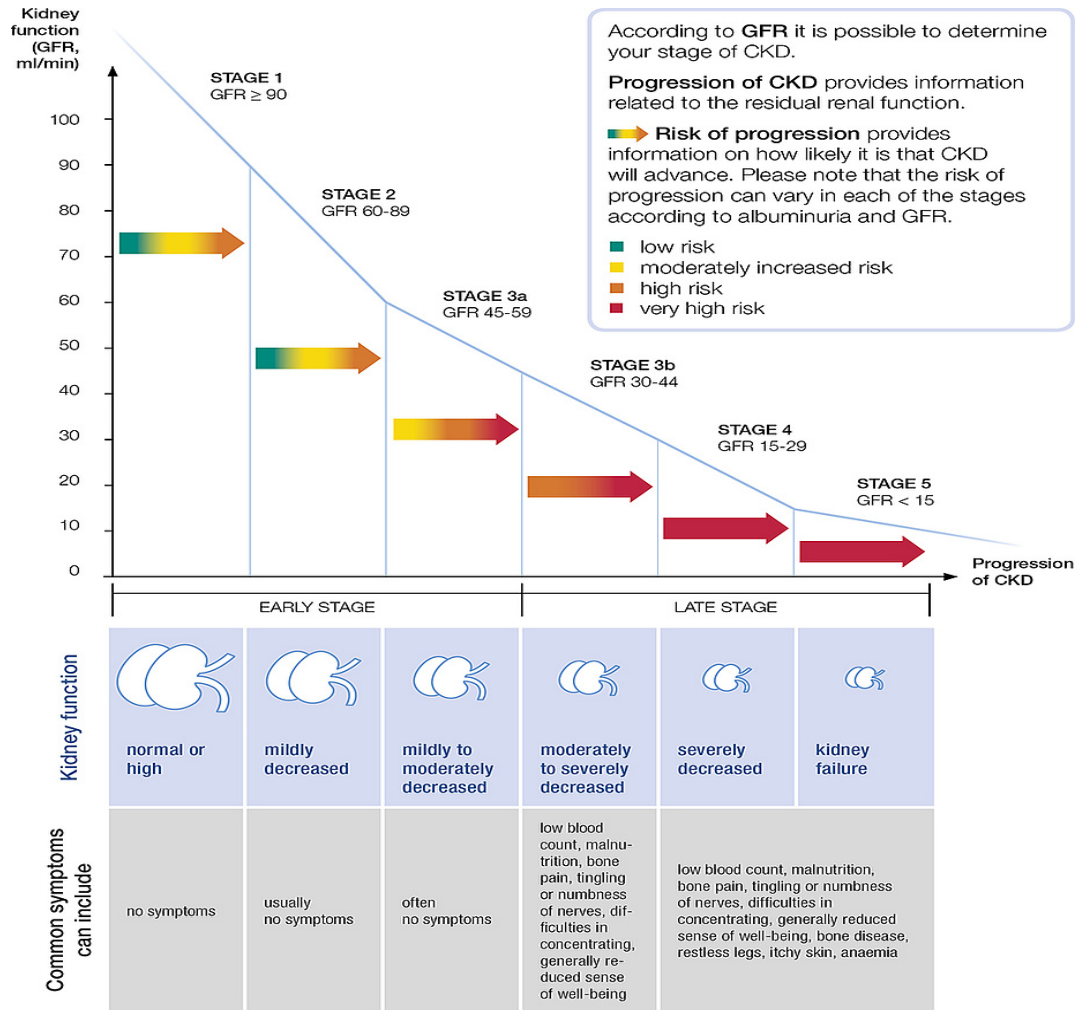 Kidney
function
(GFR,
ml/min)
100
90
80
70
60
50
40
30
20
10
0
STAGE 1
GFR ≥ 90
STAGE 2
GFR 60-89
STAGE 3a
GFR 45-59
STAGE 3b
GFR 30-44
STAGE 4
GFR 15-29
STAGE 5
GFR < 15
Progression
of CKD
According to GFR it is possible to determine
your stage of CKD.
Progression of CKD provides information
related to the residual renal function.
Risk of progression provides
information on how likely it is that CKD
will advance. Please note that the risk of
progression can vary in each of the stages
according to albuminuria and GFR.
low risk
moderately increased risk
high risk
very high risk
EARLY STAGE
LATE STAGE
Kidney function
normal or
high
mildly
decreased
mildly to
moderately
decreased
moderately
to severely
decreased
severely
decreased
kidney
failure
Common symptoms
can include
no symptoms
usually
no symptoms
often
no symptoms
low blood
count, malnu-
trition, bone
pain, tingling
or numbness
of nerves, dif-
ficulties in
concentrating,
generally re-
duced sense
of well-being
low blood count, malnutrition,
bone pain, tingling or numbness
of nerves, difficulties in
concentrating, generally reduced
sense of well-being, bone disease,
restless legs, itchy skin, anaemia